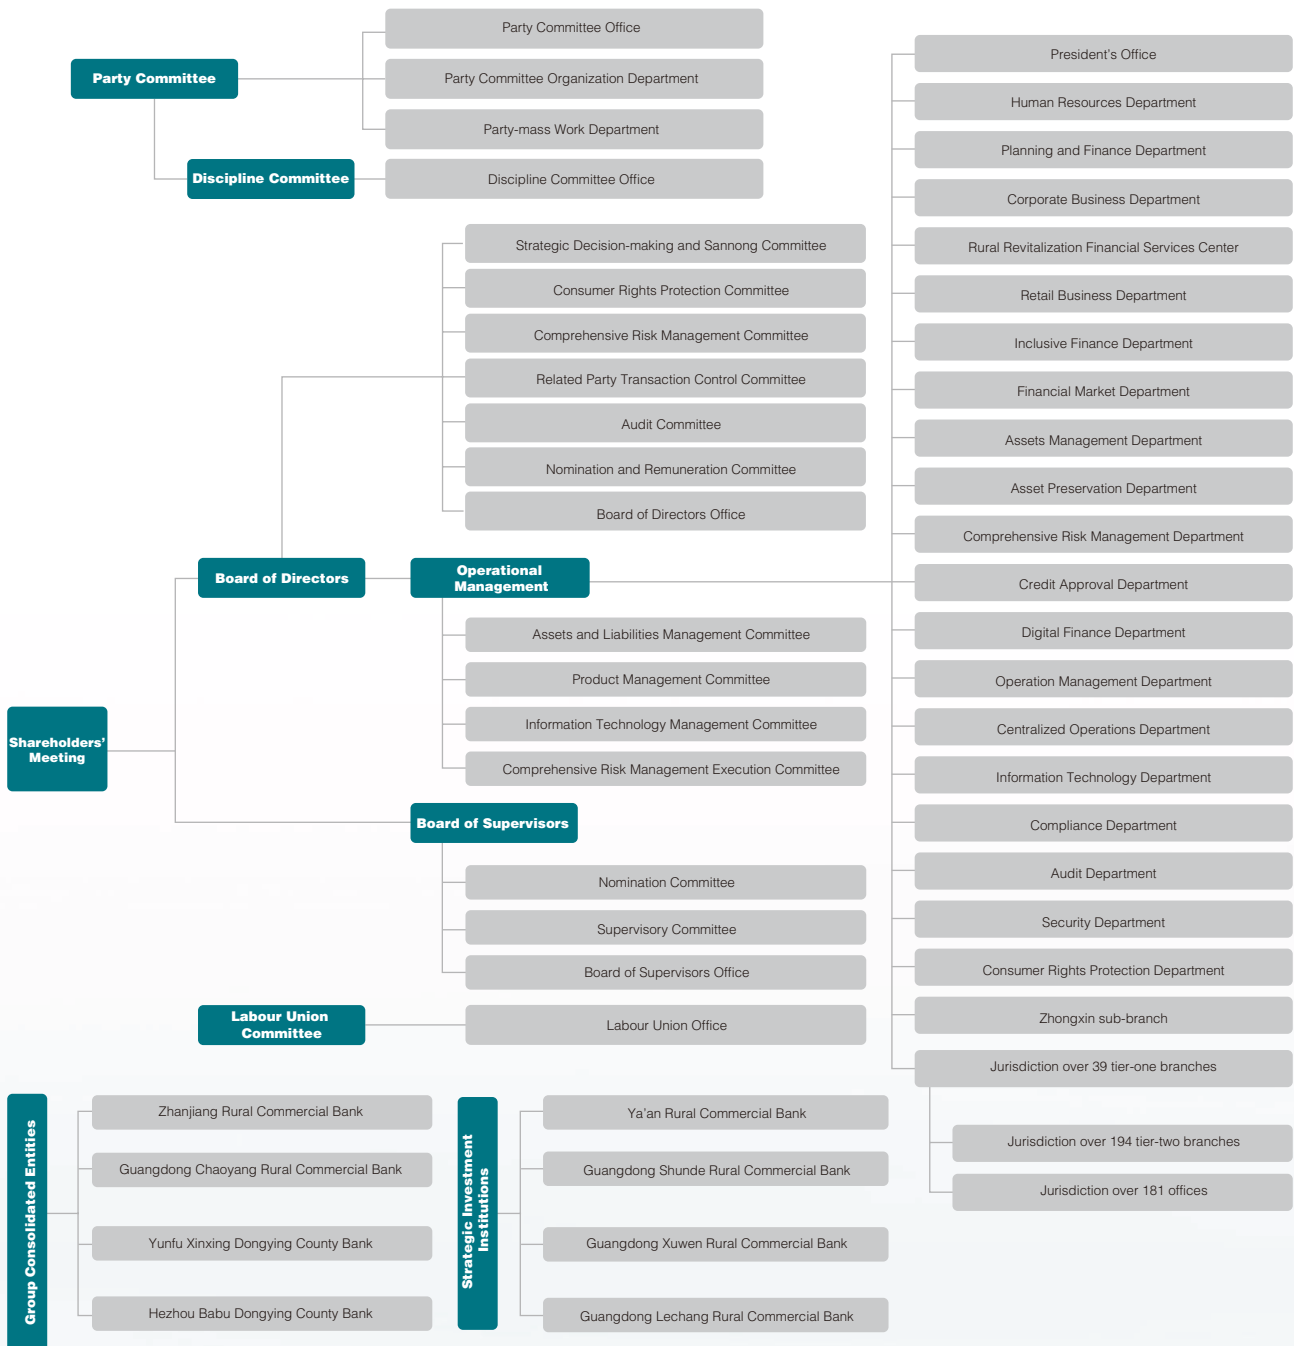 Party Committee
Party Committee Office
Party Committee Organization Department
Party-mass Work Department
Discipline Committee
Discipline Committee Office
Strategic Decision-making and Sannong Committee
Consumer Rights Protection Committee
Comprehensive Risk Management Committee
Related Party Transaction Control Committee
Audit Committee
Nomination and Remuneration Committee
Board of Directors Office
Board of Directors
Operational
Management
Assets and Liabilities Management Committee
Product Management Committee
Information Technology Management Committee
Comprehensive Risk Management Execution Committee
Shareholders'
Meeting
Board of Supervisors
Nomination Committee
Supervisory Committee
Board of Supervisors Office
Labour Union
Committee
Labour Union Office
President's Office
Human Resources Department
Planning and Finance Department
Corporate Business Department
Rural Revitalization Financial Services Center
Retail Business Department
Inclusive Finance Department
Financial Market Department
Assets Management Department
Asset Preservation Department
Comprehensive Risk Management Department
Credit Approval Department
Digital Finance Department
Operation Management Department
Centralized Operations Department
Information Technology Department
Compliance Department
Audit Department
Security Department
Consumer Rights Protection Department
Zhongxin sub-branch
Jurisdiction over 39 tier-one branches
Jurisdiction over 194 tier-two branches
Jurisdiction over 181 offices
Group Consolidated Entities
Zhanjiang Rural Commercial Bank
Guangdong Chaoyang Rural Commercial Bank
Yunfu Xinxing Dongying County Bank
Hezhou Babu Dongying County Bank
Strategic Investment
Institutions
Ya'an Rural Commercial Bank
Guangdong Shunde Rural Commercial Bank
Guangdong Xuwen Rural Commercial Bank
Guangdong Lechang Rural Commercial Bank